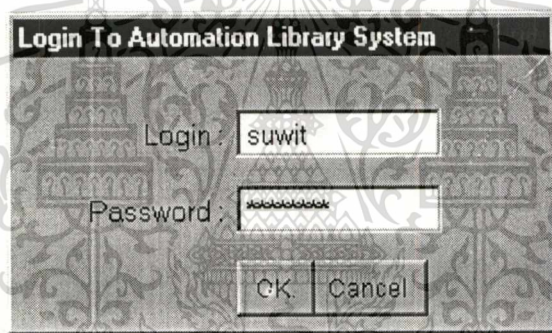 Login To Automation Library System
Login : suwit
Password : *********
OK. Cancel